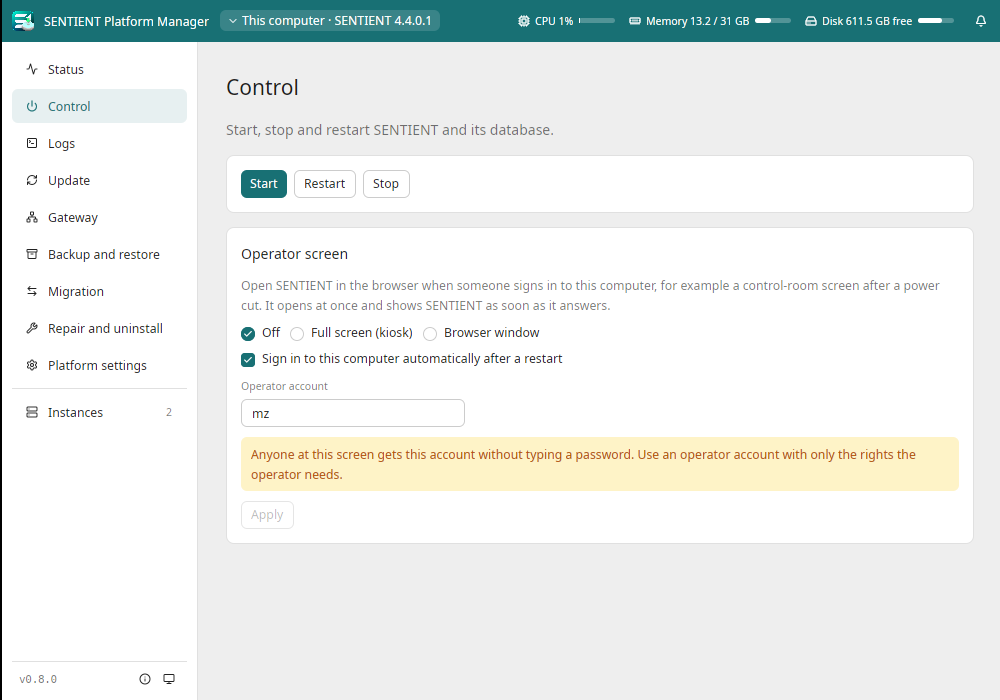 SENTIENT Platform Manager
This computer · SENTIENT 4.4.0.1
CPU 1%
Memory 13.2 / 31 GB
Disk 611.5 GB free
Status
Control
Logs
Update
Gateway
Backup and restore
Migration
Repair and uninstall
Platform settings
Instances 2
v0.8.0
Control
Start, stop and restart SENTIENT and its database.
Start Restart Stop
Operator screen
Open SENTIENT in the browser when someone signs in to this computer, for example a control-room screen after a power
cut. It opens at once and shows SENTIENT as soon as it answers.
Off Full screen (kiosk) Browser window
Sign in to this computer automatically after a restart
Operator account
mz
Anyone at this screen gets this account without typing a password. Use an operator account with only the rights the
operator needs.
Apply